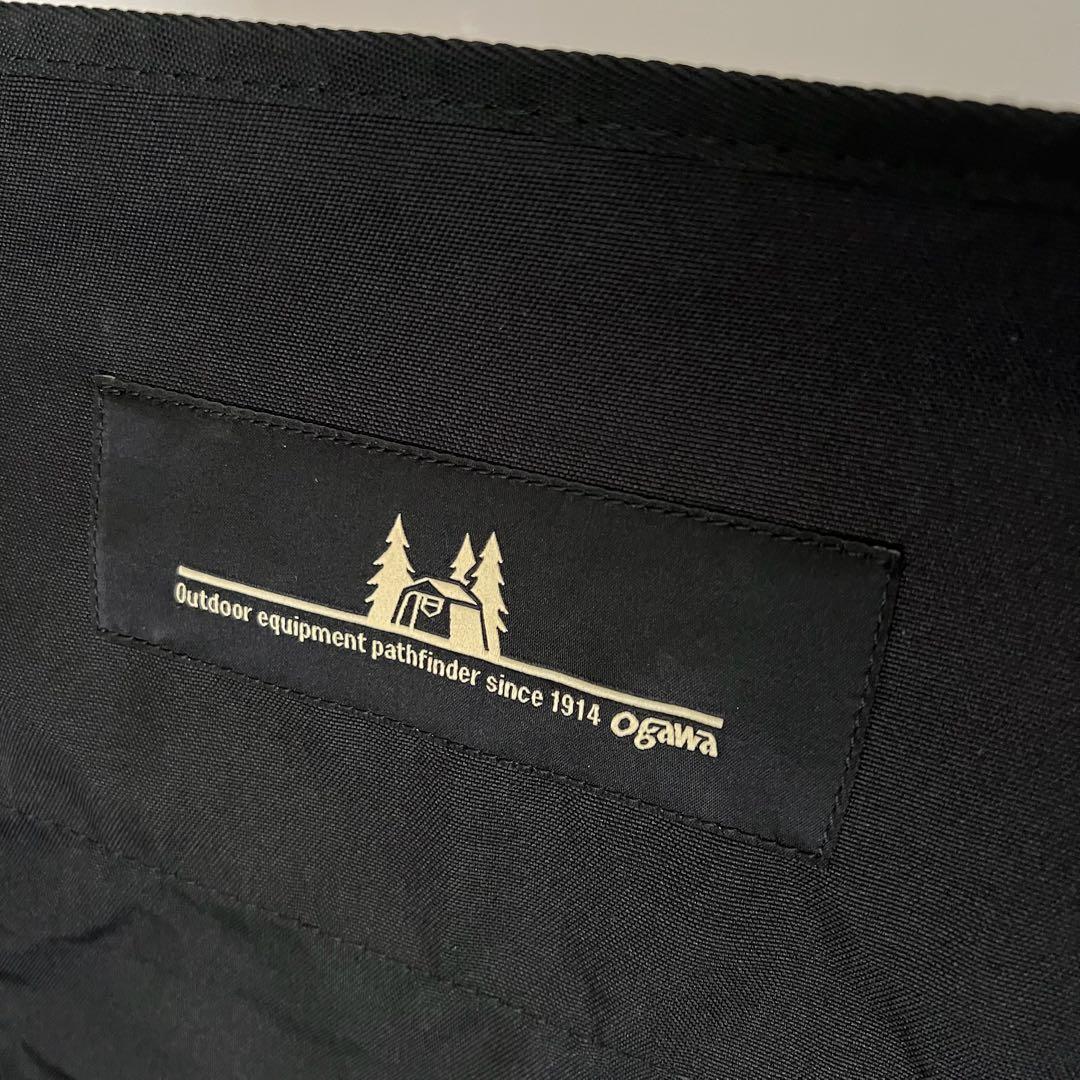 Outdoor equipment pathfinder since 1914 ogawa